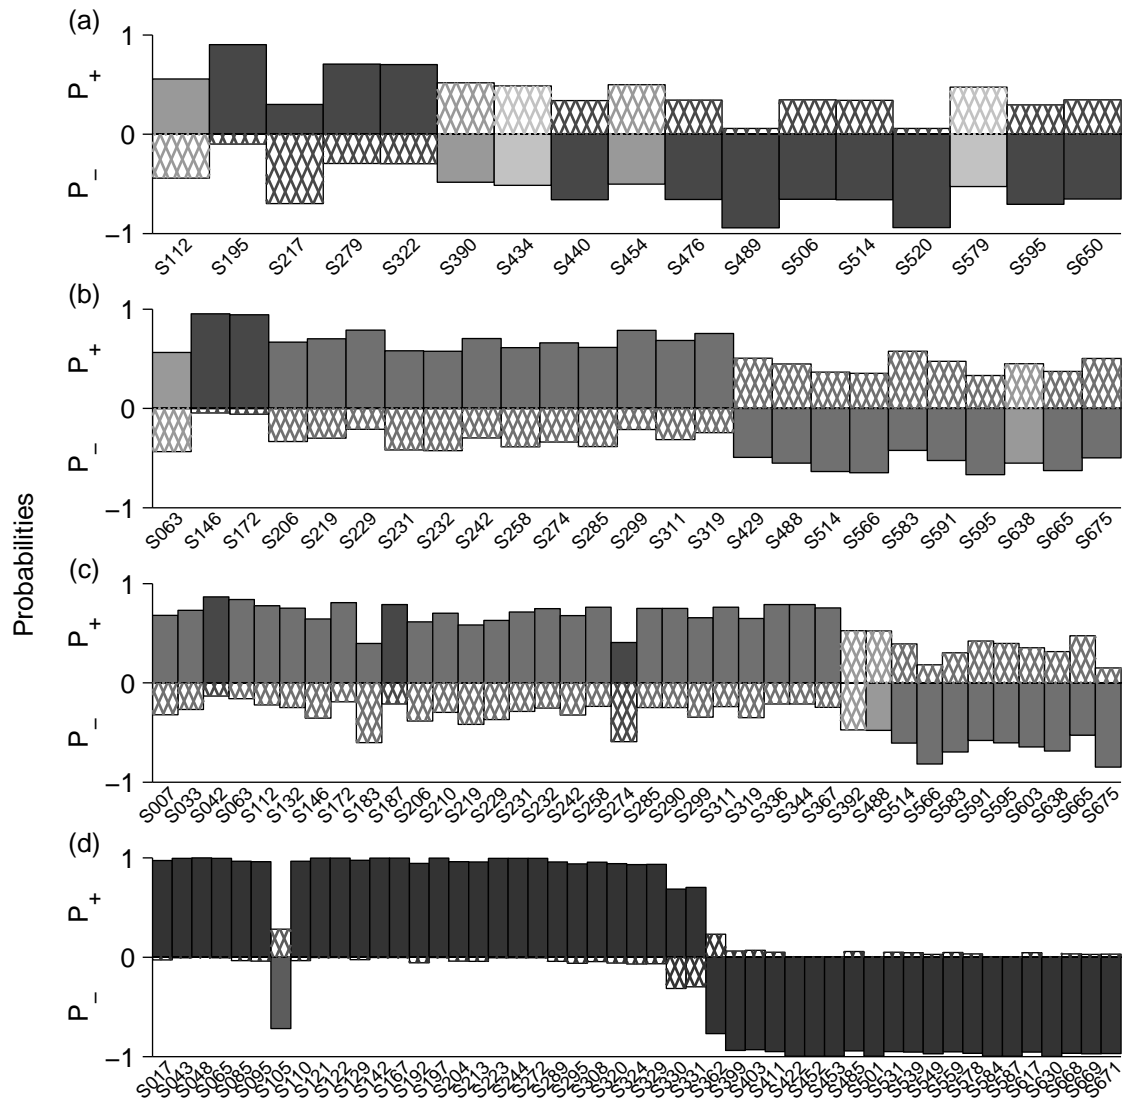 (a)
1
P+
0
P−
−1
S112 S195 S217 S279 S322 S390 S434 S440 S454 S476 S489 S506 S514 S520 S579 S595 S650
(b)
1
P+
0
P−
−1
S063 S146 S172 S206 S219 S229 S231 S232 S242 S258 S274 S285 S299 S311 S319 S429 S488 S514 S566 S583 S591 S595 S638 S665 S675
Probabilities
(c)
1
P+
0
P−
−1
S007 S033 S042 S063 S112 S132 S146 S172 S183 S187 S206 S210 S219 S229 S231 S232 S242 S258 S274 S285 S290 S299 S311 S319 S336 S344 S367 S392 S488 S514 S566 S583 S591 S595 S603 S638 S665 S675
(d)
1
P+
0
P−
−1
S017 S043 S048 S065 S085 S095 S105 S110 S121 S122 S129 S142 S167 S192 S197 S204 S213 S223 S244 S272 S289 S295 S308 S320 S324 S329 S330 S331 S362 S399 S403 S411 S422 S452 S453 S485 S501 S531 S539 S549 S559 S578 S584 S587 S617 S630 S668 S669 S671